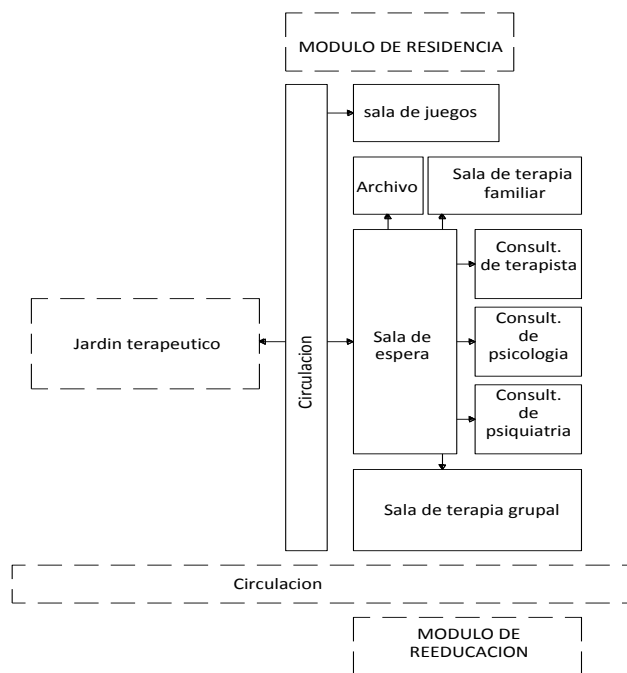 MODULO DE RESIDENCIA
sala de juegos
Archivo
Sala de terapia
familiar
Consult.
de terapista
Jardin terapeutico
Circulacion
Sala de
espera
Consult.
de
psicologia
Consult.
de
psiquiatria
Sala de terapia grupal
Circulacion
MODULO DE
REEDUCACION